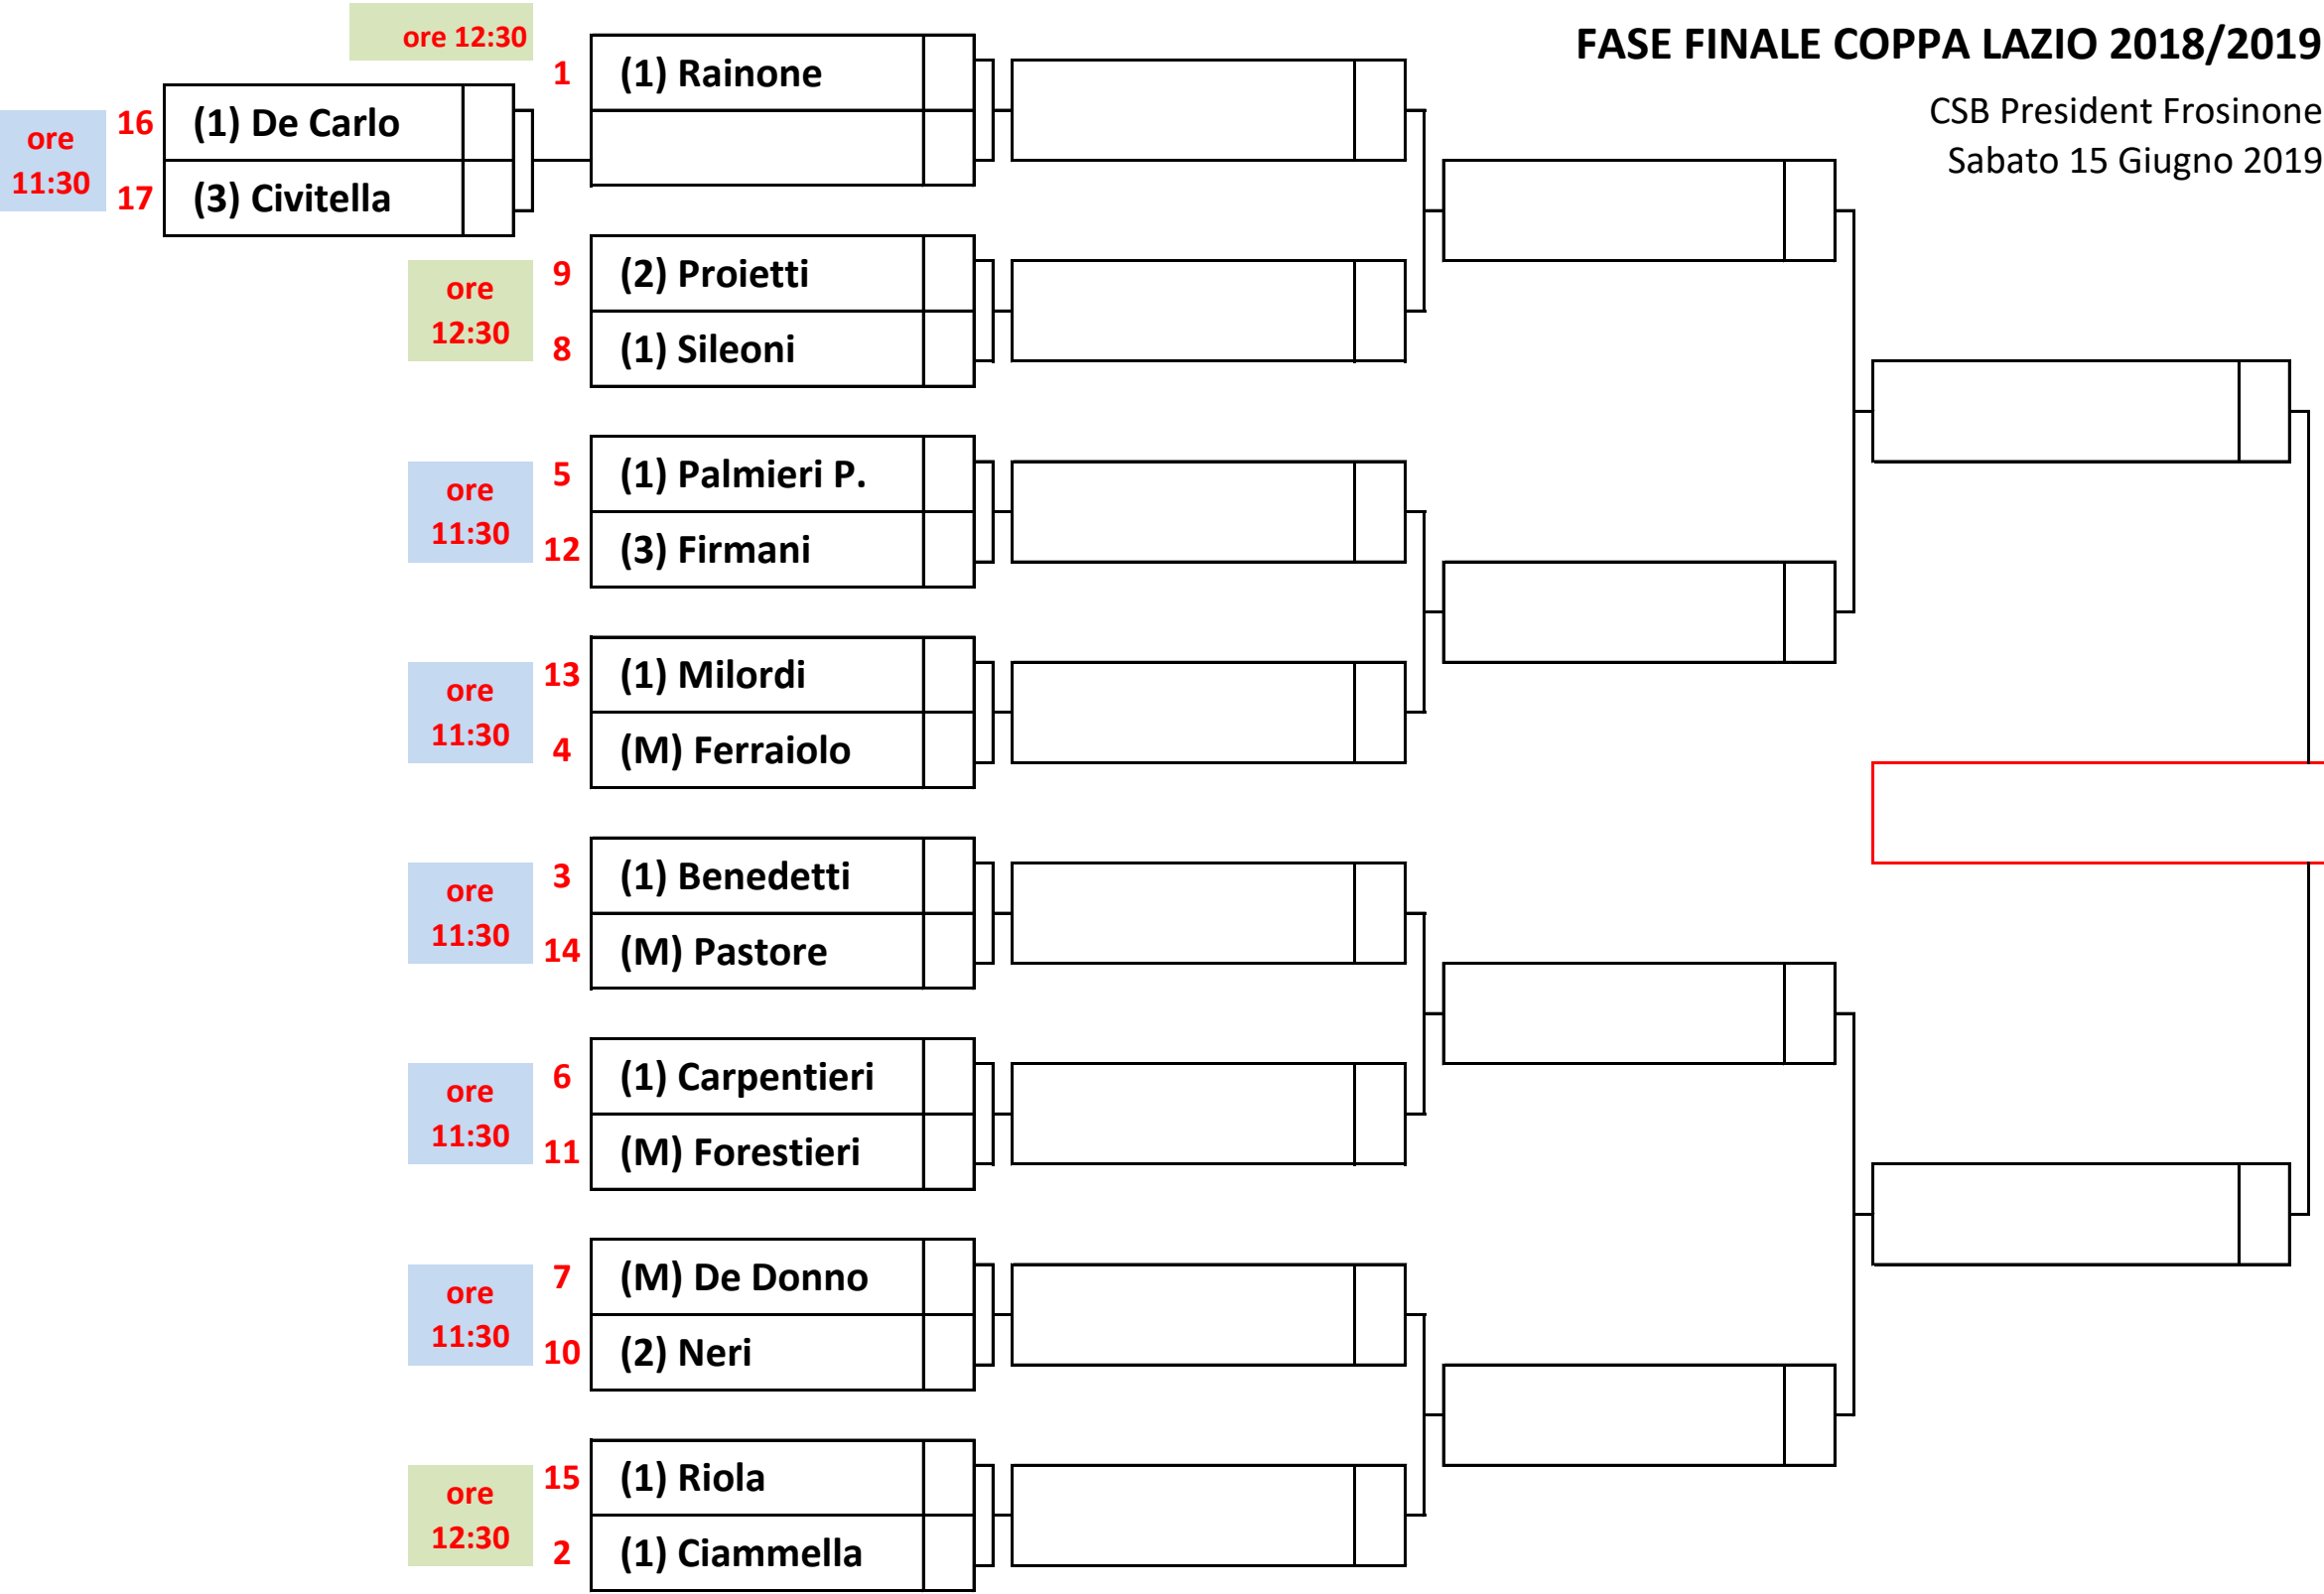 FASE FINALE COPPA LAZIO 2018/2019
CSB President Frosinone
Sabato 15 Giugno 2019
ore 12:30
1 (1) Rainone
ore
11:30
16 (1) De Carlo
17 (3) Civitella
ore
12:30
9 (2) Proietti
8 (1) Sileoni
ore
11:30
5 (1) Palmieri P.
12 (3) Firmani
ore
11:30
13 (1) Milordi
4 (M) Ferraiolo
ore
11:30
3 (1) Benedetti
14 (M) Pastore
ore
11:30
6 (1) Carpentieri
11 (M) Forestieri
ore
11:30
7 (M) De Donno
10 (2) Neri
ore
12:30
15 (1) Riola
2 (1) Ciammella